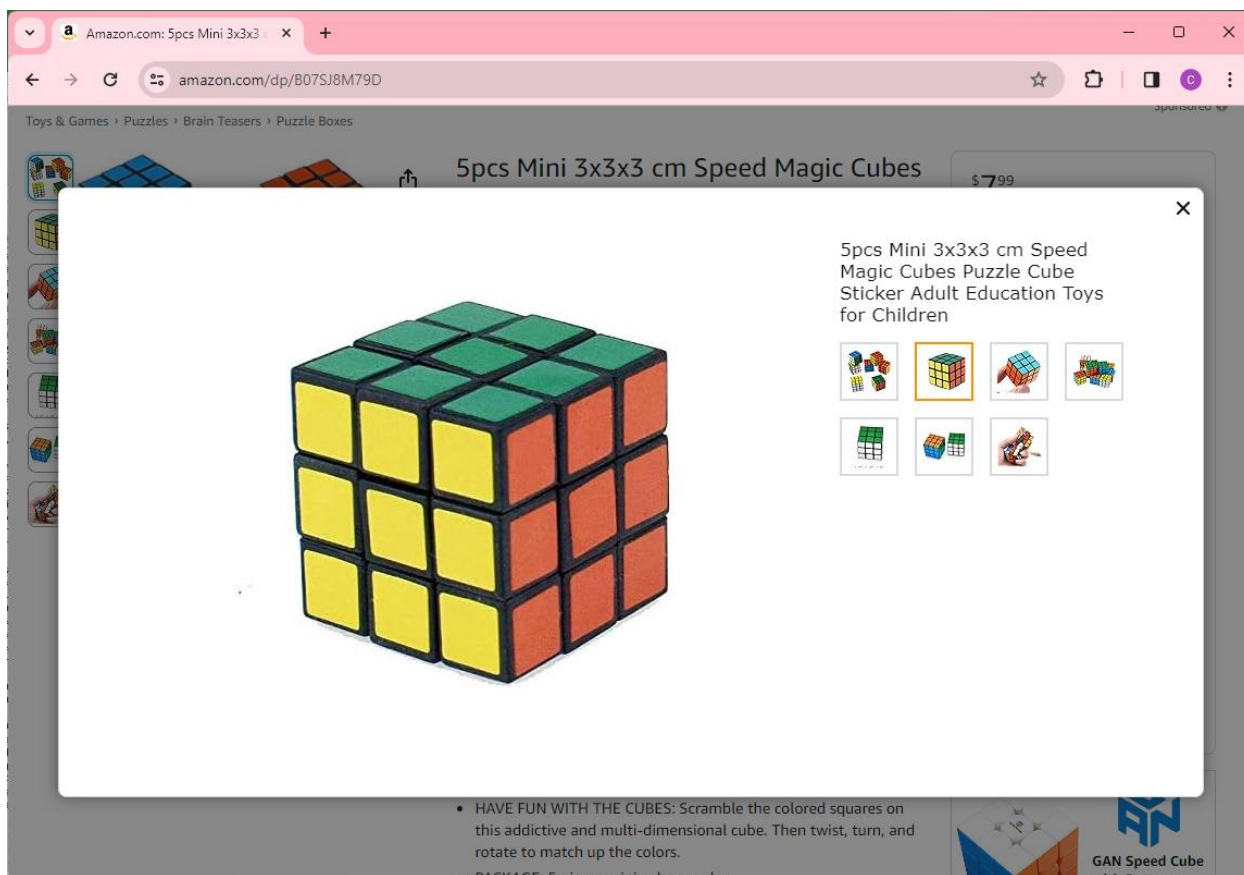 Amazon.com: 5pcs Mini 3x3x3 c
amazon.com/dp/B07SJ8M79D
Toys & Games › Puzzles › Brain Teasers › Puzzle Boxes
Sponsored
5pcs Mini 3x3x3 cm Speed Magic Cubes
$7.99
5pcs Mini 3x3x3 cm Speed
Magic Cubes Puzzle Cube
Sticker Adult Education Toys
for Children
• HAVE FUN WITH THE CUBES: Scramble the colored squares on
this addictive and multi-dimensional cube. Then twist, turn, and
rotate to match up the colors.
GAN
GAN Speed Cube